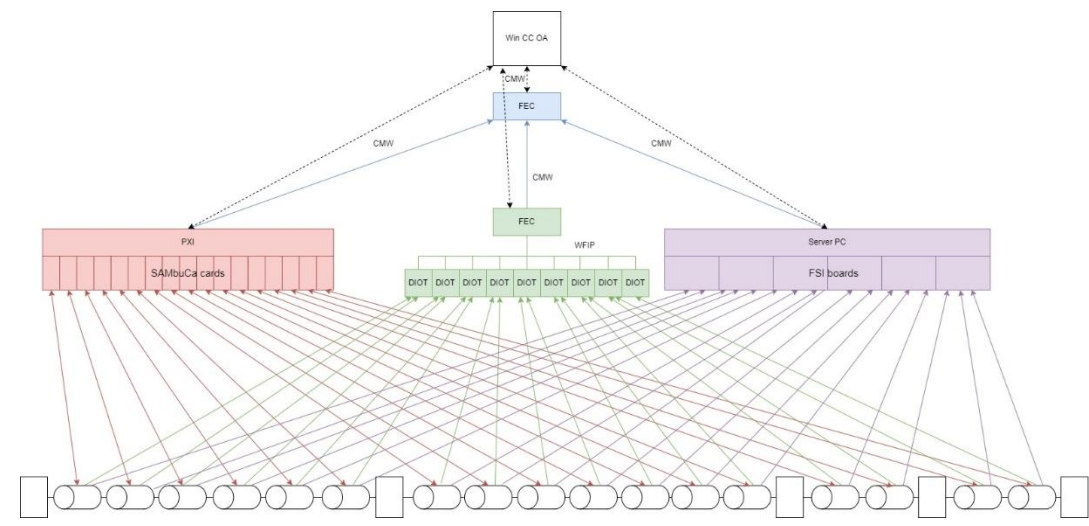 Win CC OA
CMW
FEC
CMW
CMW
CMW
FEC
PXI
WFIP
Server PC
SAMbuCa cards
DIOT DIOT DIOT DIOT DIOT DIOT DIOT DIOT DIOT
FSI boards